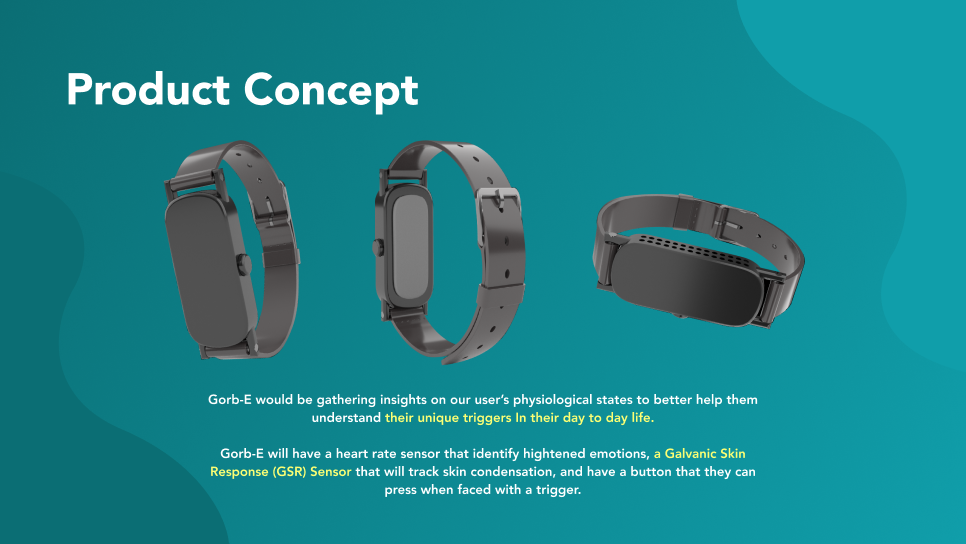 Product Concept
Gorb-E would be gathering insights on our user's physiological states to better help them
understand their unique triggers In their day to day life.
Gorb-E will have a heart rate sensor that identify hightened emotions, a Galvanic Skin
Response (GSR) Sensor that will track skin condensation, and have a button that they can
press when faced with a trigger.